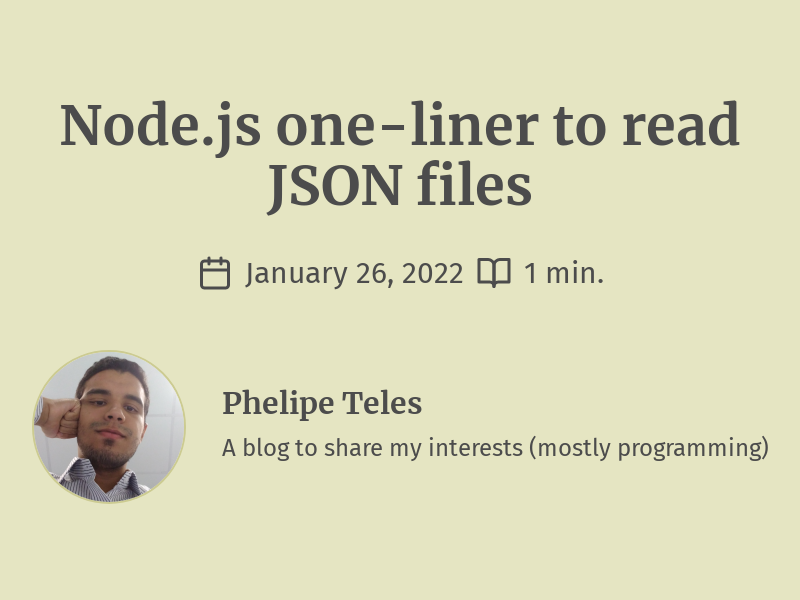 Node.js one-liner to read
JSON files
January 26, 2022 1 min.
Phelipe Teles
A blog to share my interests (mostly programming)